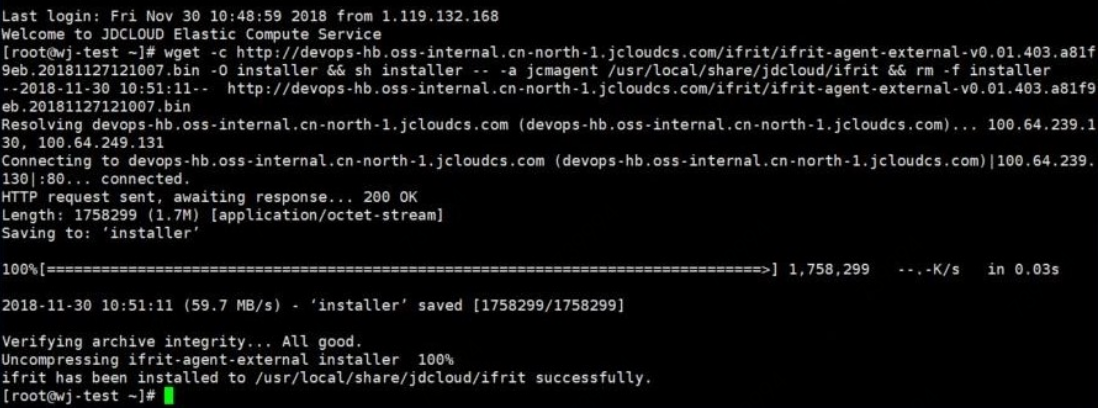 Last login: Fri Nov 30 10:48:59 2018 from 1.119.132.168
Welcome to JDCLOUD Elastic Compute Service
[root@wj-test ~]# wget -c http://devops-hb.oss-internal.cn-north-1.jcloudcs.com/ifrit/ifrit-agent-external-v0.01.403.a81f
9eb.20181127121007.bin -O installer && sh installer -- -a jcmagent /usr/local/share/jdcloud/ifrit && rm -f installer
--2018-11-30 10:51:11--  http://devops-hb.oss-internal.cn-north-1.jcloudcs.com/ifrit/ifrit-agent-external-v0.01.403.a81f9
eb.20181127121007.bin
Resolving devops-hb.oss-internal.cn-north-1.jcloudcs.com (devops-hb.oss-internal.cn-north-1.jcloudcs.com)... 100.64.239.1
30, 100.64.249.131
Connecting to devops-hb.oss-internal.cn-north-1.jcloudcs.com (devops-hb.oss-internal.cn-north-1.jcloudcs.com)|100.64.239.
130|:80... connected.
HTTP request sent, awaiting response... 200 OK
Length: 1758299 (1.7M) [application/octet-stream]
Saving to: ‘installer’
100%[===============================================================================>] 1,758,299   --.-K/s   in 0.03s
2018-11-30 10:51:11 (59.7 MB/s) - ‘installer’ saved [1758299/1758299]
Verifying archive integrity... All good.
Uncompressing ifrit-agent-external installer  100%
ifrit has been installed to /usr/local/share/jdcloud/ifrit successfully.
[root@wj-test ~]#